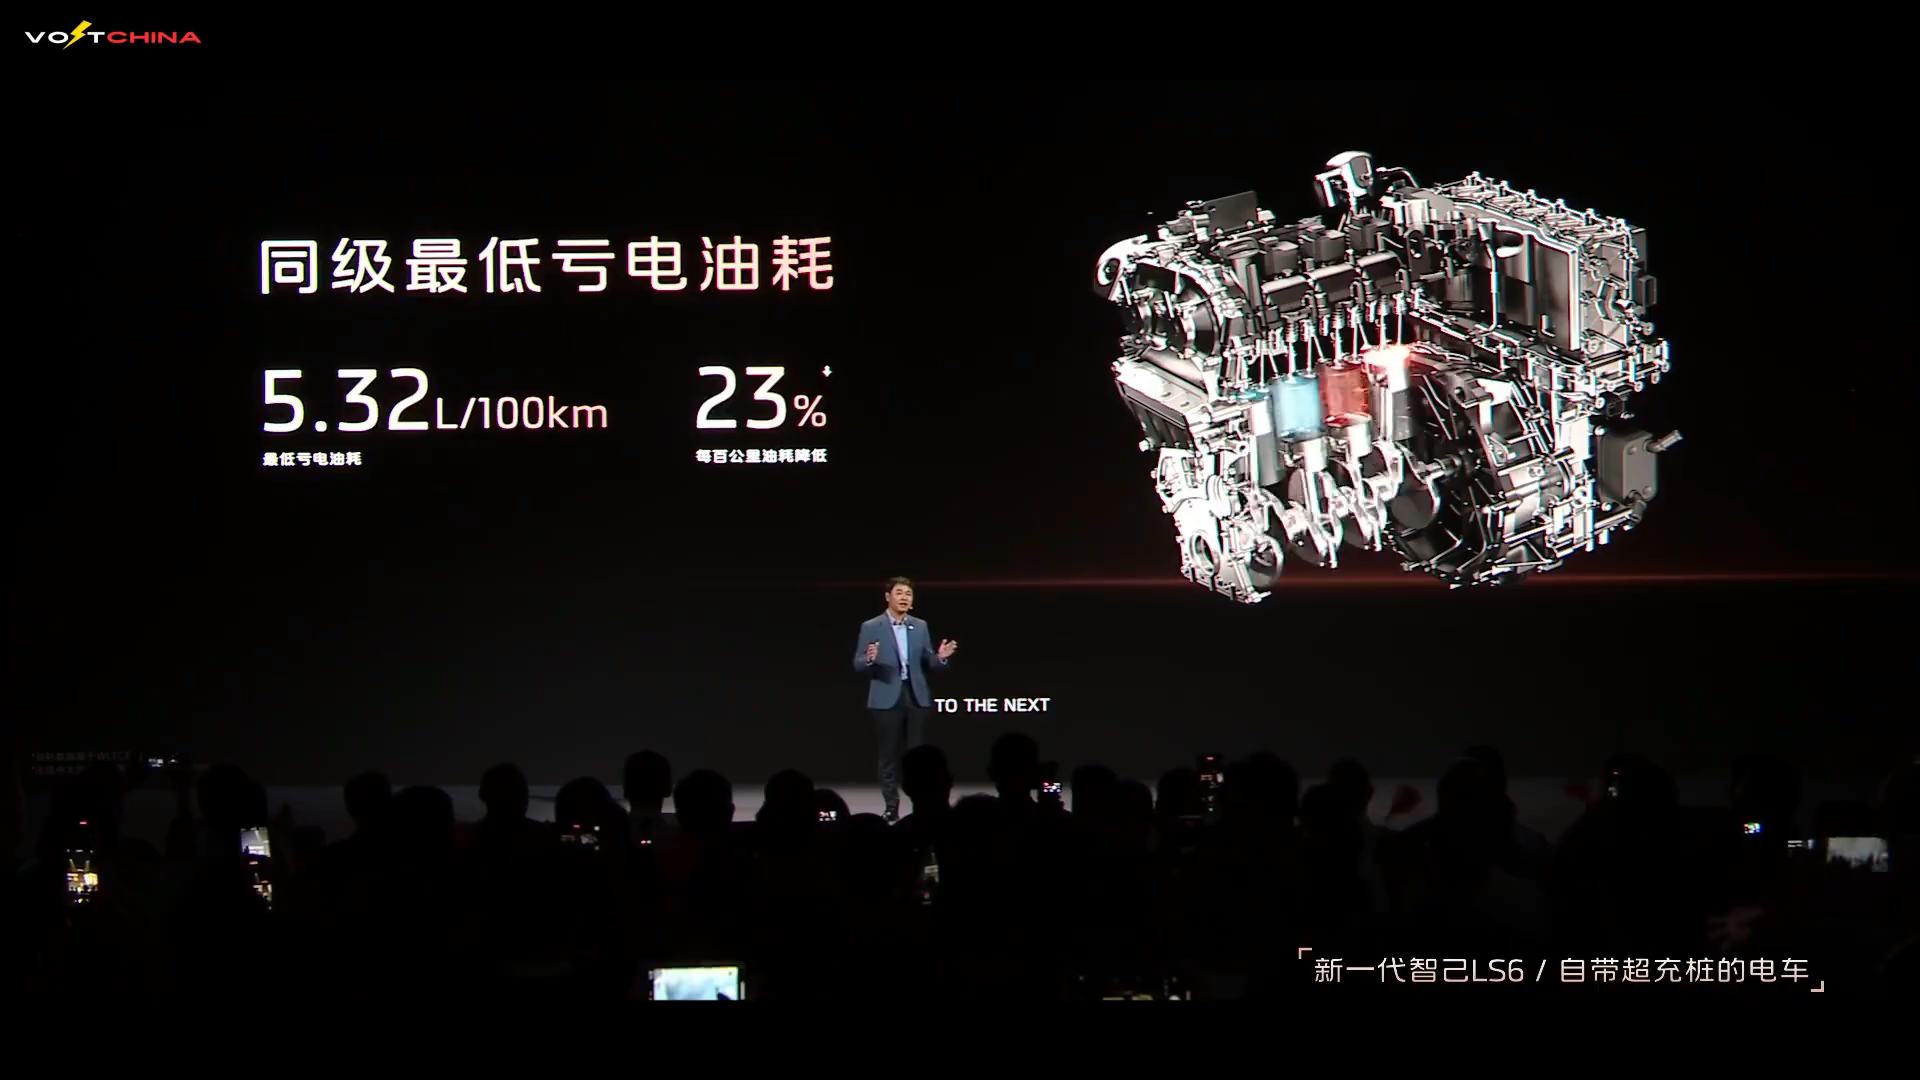 VOLTCHINA
同级最低亏电油耗
5.32L/100km
23%
最低亏电油耗
每百公里油耗降低
TO THE NEXT
「新一代智己LS6 / 自带超充桩的电车」